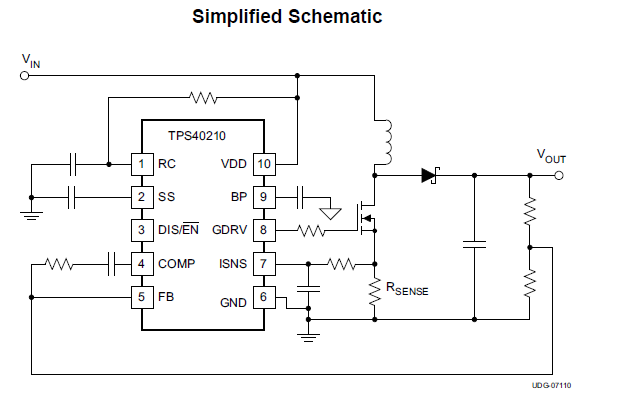 Simplified Schematic
VIN
TPS40210
1 RC VDD 10
VOUT
2 SS BP 9
3 DIS/EN GDRV 8
4 COMP ISNS 7
RSENSE
5 FB GND 6
UDG-07110